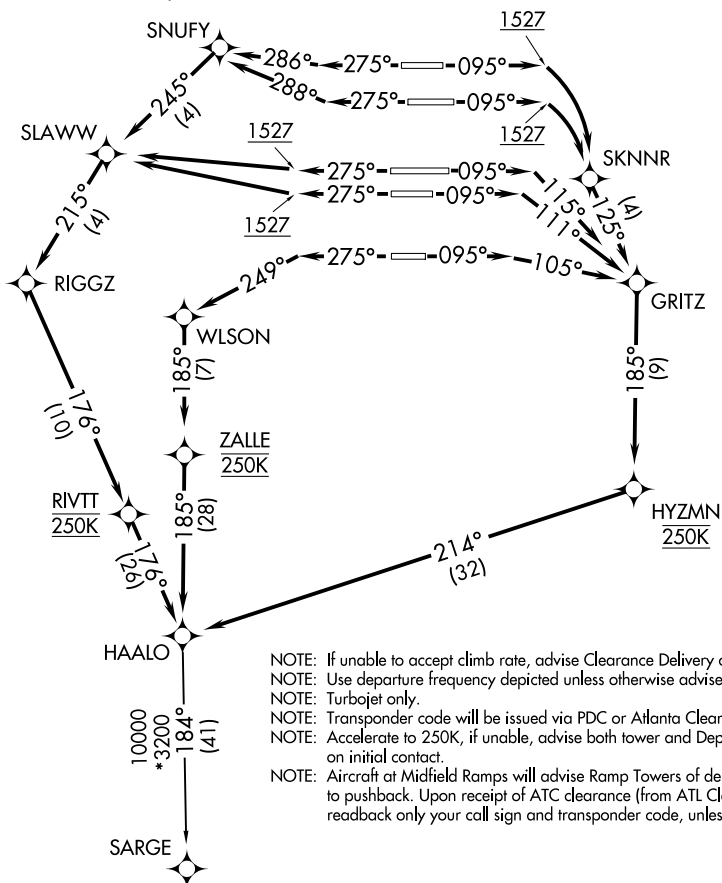 1527
SNUFY
286° 275° 095°
288° 275° 095°
245°
(4)
SLAWW
1527
1527
SKNNR
275° 095°
275° 095°
1527
115°
111°
125°
(4)
215°
(4)
RIGGZ
249° 275° 095° 105°
GRITZ
WLSON
185°
(7)
185°
(9)
176°
(10)
ZALLE
250K
RIVTT
250K
185°
(28)
HYZMN
250K
176°
(26)
214°
(32)
HAALO
NOTE: If unable to accept climb rate, advise Clearance Delivery
NOTE: Use departure frequency depicted unless otherwise advise
NOTE: Turbojet only.
NOTE: Transponder code will be issued via PDC or Atlanta Clear
NOTE: Accelerate to 250K, if unable, advise both tower and Dep
on initial contact.
NOTE: Aircraft at Midfield Ramps will advise Ramp Towers of de
to pushback. Upon receipt of ATC clearance (from ATL Cl
readback only your call sign and transponder code, unles
10000
*3200
184°
(41)
SARGE